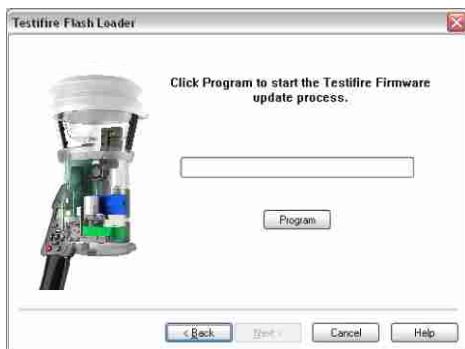 Testifire Flash Loader
Click Program to start the Testifire Firmware
update process.
Program
< Back
Next >
Cancel
Help